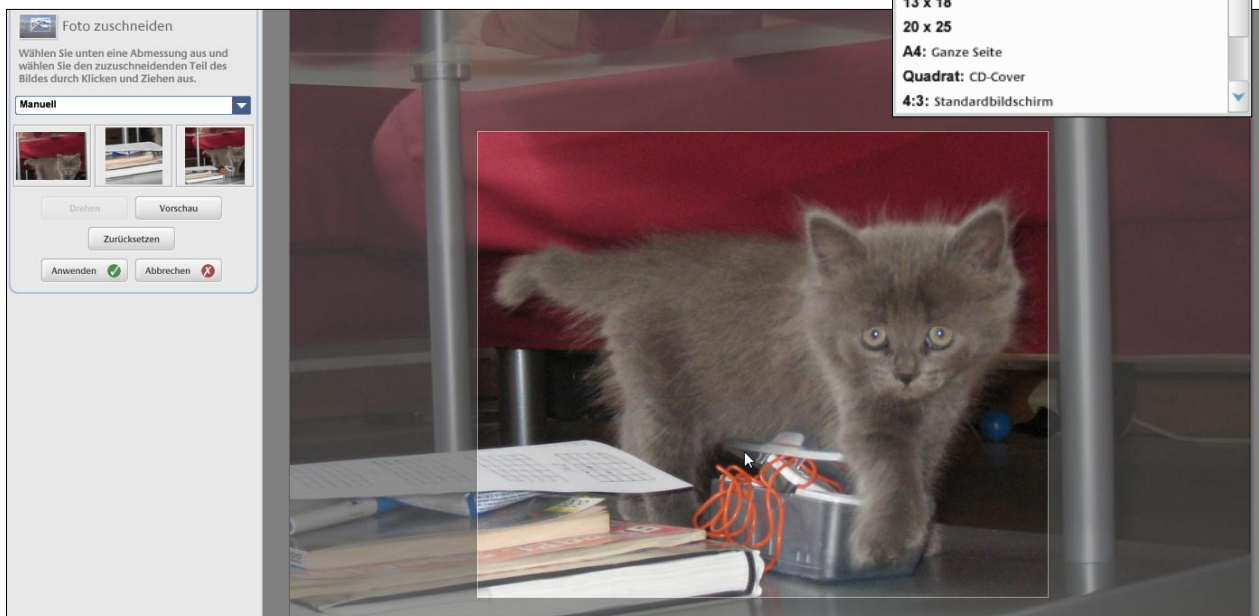 Foto zuschneiden
Wählen Sie unten eine Abmessung aus und
wählen Sie den zuzuschneidenden Teil des
Bildes durch Klicken und Ziehen aus.
Manuell
Drehen
Vorschau
Zurücksetzen
Anwenden
Abbrechen
13 x 18
20 x 25
A4: Ganze Seite
Quadrat: CD-Cover
4:3: Standardbildschirm